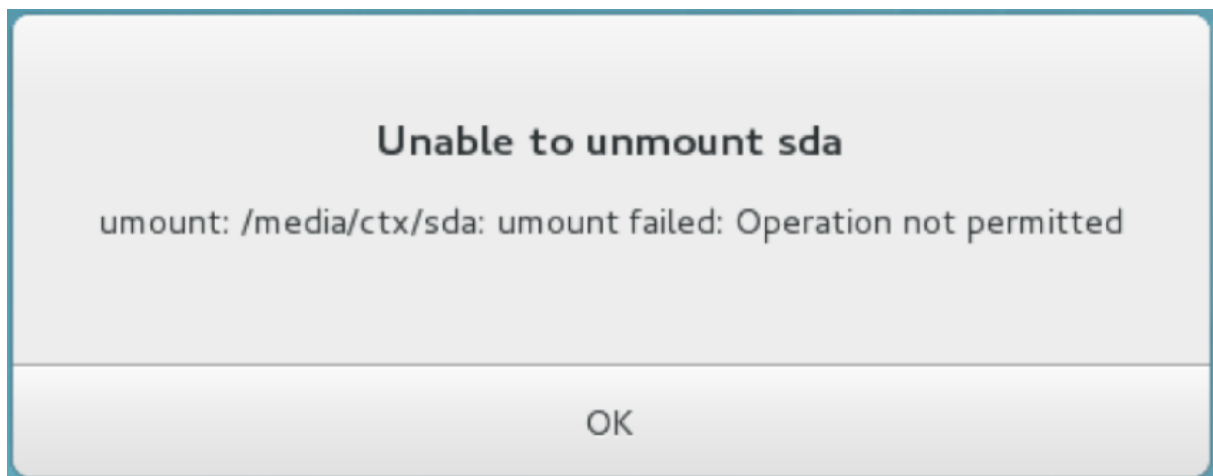 Unable to unmount sda
umount: /media/ctx/sda: umount failed: Operation not permitted
OK